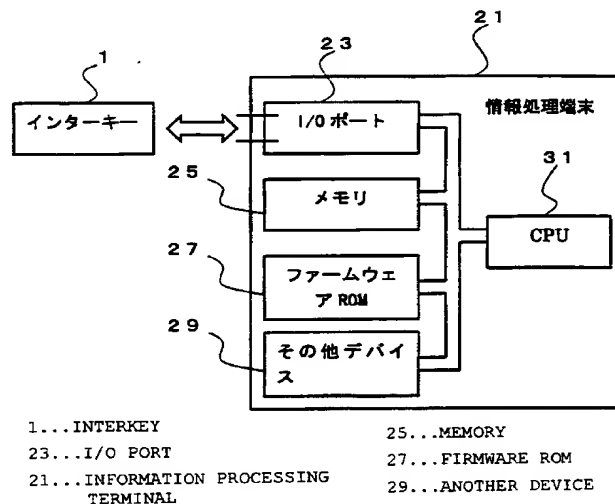 23
21
1
情報処理端末
インターキー
I/O ポート
25
メモリ
31
CPU
27
ファームウェ
ア ROM
29
その他デバイ
ス
1...INTERKEY
23...I/O PORT
21...INFORMATION PROCESSING
TERMINAL
25...MEMORY
27...FIRMWARE ROM
29...ANOTHER DEVICE